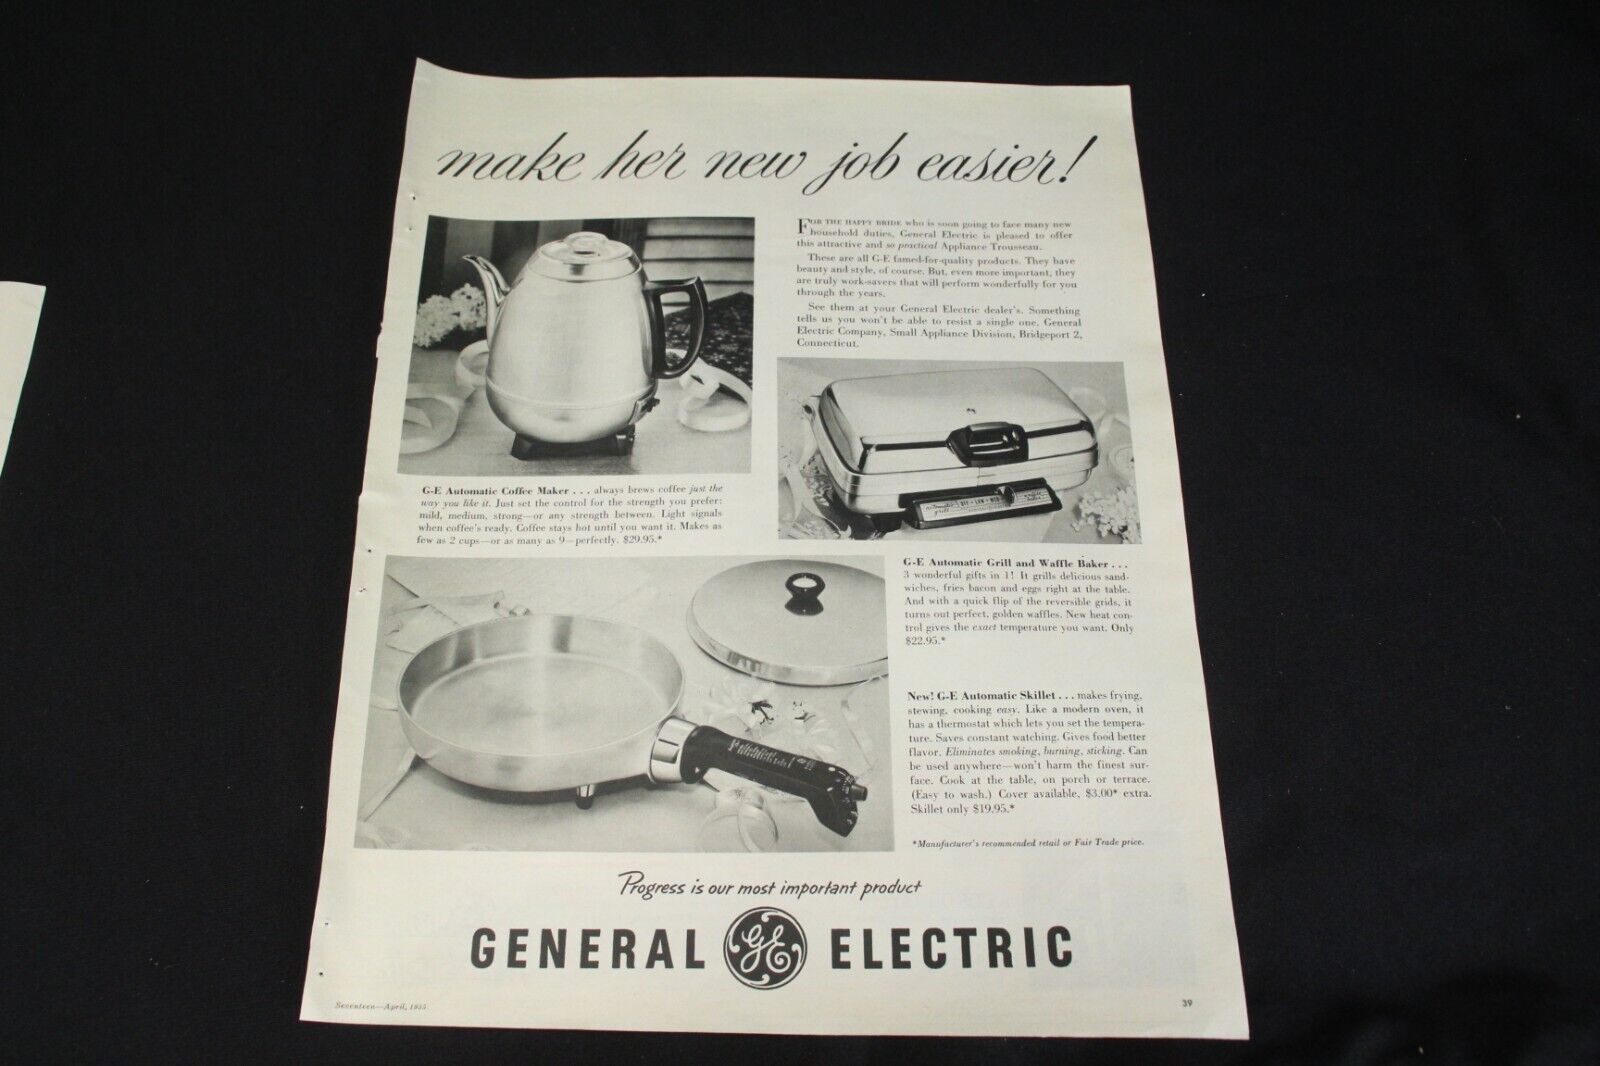 make her new job easier!
FOR THE HAPPY BRIDE who is soon going to face many new
household duties, General Electric is pleased to offer
this attractive and so practical Appliance Trousseau.
These are all G-E famed-for-quality products. They have
beauty and style, of course. But, even more important, they
are truly work-savers that will perform wonderfully for you
through the years.
See them at your General Electric dealer's. Something
tells us you won't be able to resist a single one. General
Electric Company, Small Appliance Division, Bridgeport 2,
Connecticut.
G-E Automatic Coffee Maker . . . always brews coffee just the
way you like it. Just set the control for the strength you prefer:
mild, medium, strong—or any strength between. Light signals
when coffee's ready. Coffee stays hot until you want it. Makes as
few as 2 cups—or as many as 9—perfectly. $29.95.*
automatic grill
LOW MED
G-E Automatic Grill and Waffle Baker . . .
3 wonderful gifts in 1! It grills delicious sand-
wiches, fries bacon and eggs right at the table.
And with a quick flip of the reversible grids, it
turns out perfect, golden waffles. New heat con-
trol gives the exact temperature you want. Only
$22.95.*
New! G-E Automatic Skillet . . . makes frying,
stewing, cooking easy. Like a modern oven, it
has a thermostat which lets you set the tempera-
ture. Saves constant watching. Gives food better
flavor. Eliminates smoking, burning, sticking. Can
be used anywhere—won't harm the finest sur-
face. Cook at the table, on porch or terrace.
(Easy to wash.) Cover available, $3.00* extra.
Skillet only $19.95.*
*Manufacturer's recommended retail or Fair Trade price.
Progress is our most important product
GENERAL GE ELECTRIC
Seventeen—April, 1955
39